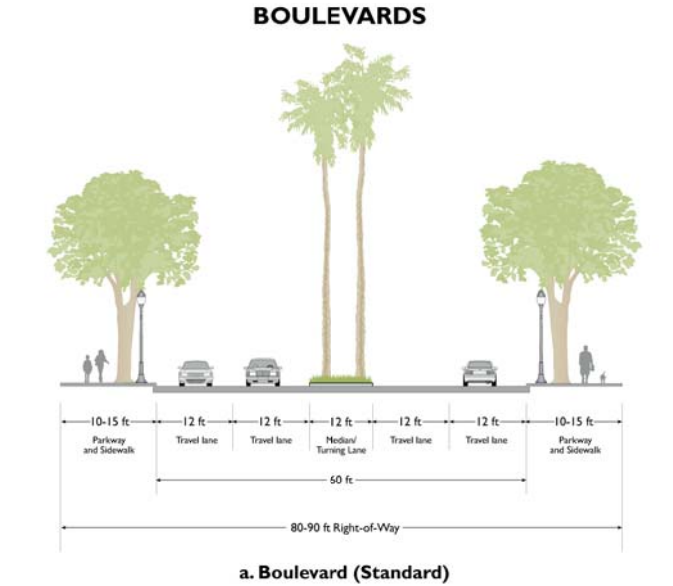 BOULEVARDS
10-15 ft
12 ft
12 ft
12 ft
12 ft
12 ft
10-15 ft
Parkway
and Sidewalk
Travel lane
Travel lane
Median/
Turning Lane
Travel lane
Travel lane
Parkway
and Sidewalk
60 ft
80-90 ft Right-of-Way
a. Boulevard (Standard)